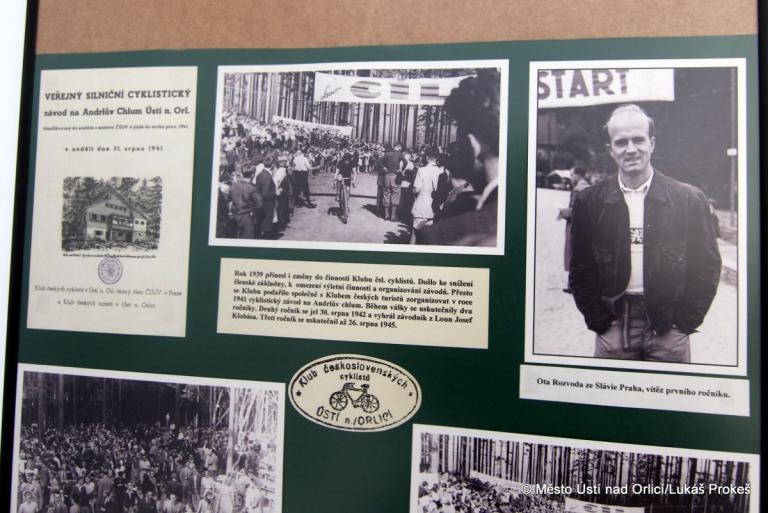 VEŘEJNÝ SILNIČNÍ CYKLISTICKÝ
závod na Andrlův Chlum Ústí n. Orl.
v neděli dne 31. srpna 1941
Klub českých cyklistů v Ústí n. Orl. člen ČÚJV v Praze
a Klub českých turistů v Ústí n. Orlicí
CÍL
START
Rok 1939 přinesl i změny do činnosti Klubu čsl. cyklistů. Došlo ke snížení
členské základny, k omezení výletní činnosti a organizování závodů. Přesto
se Klubu podařilo společně s Klubem českých turistů zorganizovat v roce
1941 cyklistický závod na Andrlův chlum. Během války se uskutečnily dva
ročníky. Druhý ročník se jel 30. srpna 1942 a vyhrál závodník z Loun Josef
Klobása. Třetí ročník se uskutečnil až 26. srpna 1945.
Ota Rozvoda ze Slávie Praha, vítěz prvního ročníku.
Klub československých
cyklistů
ÚSTÍ n./ORLICÍ
© Město Ústí nad Orlicí/Lukáš Prokeš